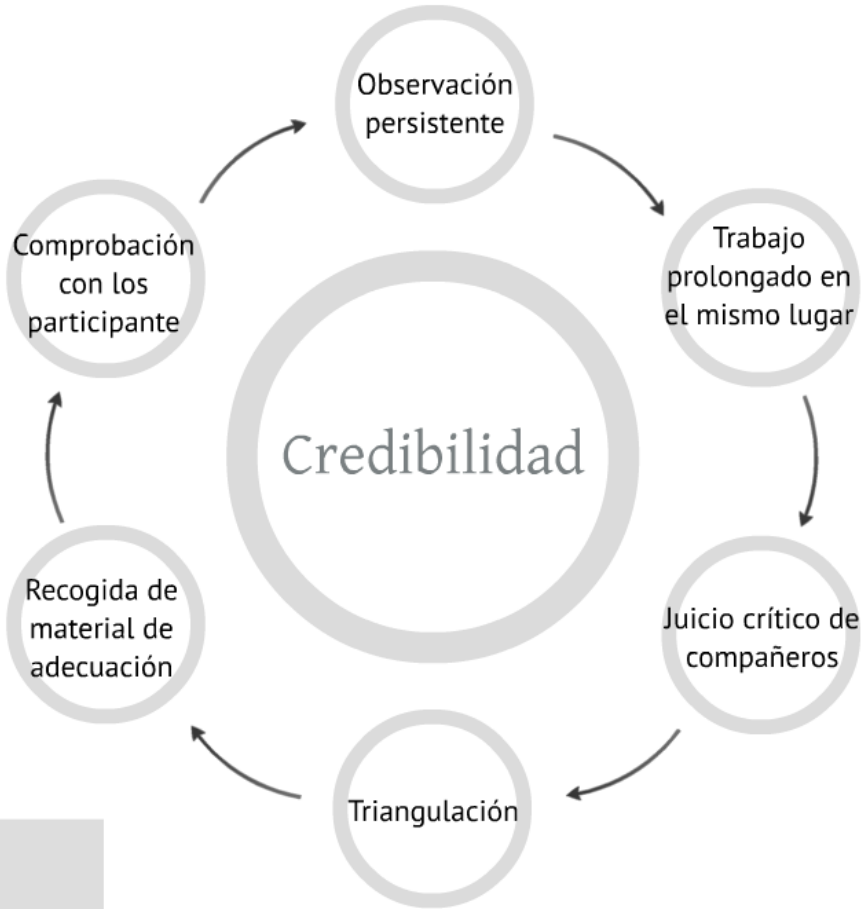 Observación
persistente
Trabajo
prolongado en
el mismo lugar
Juicio crítico de
compañeros
Triangulación
Recogida de
material de
adecuación
Comprobación
con los
participante
Credibilidad